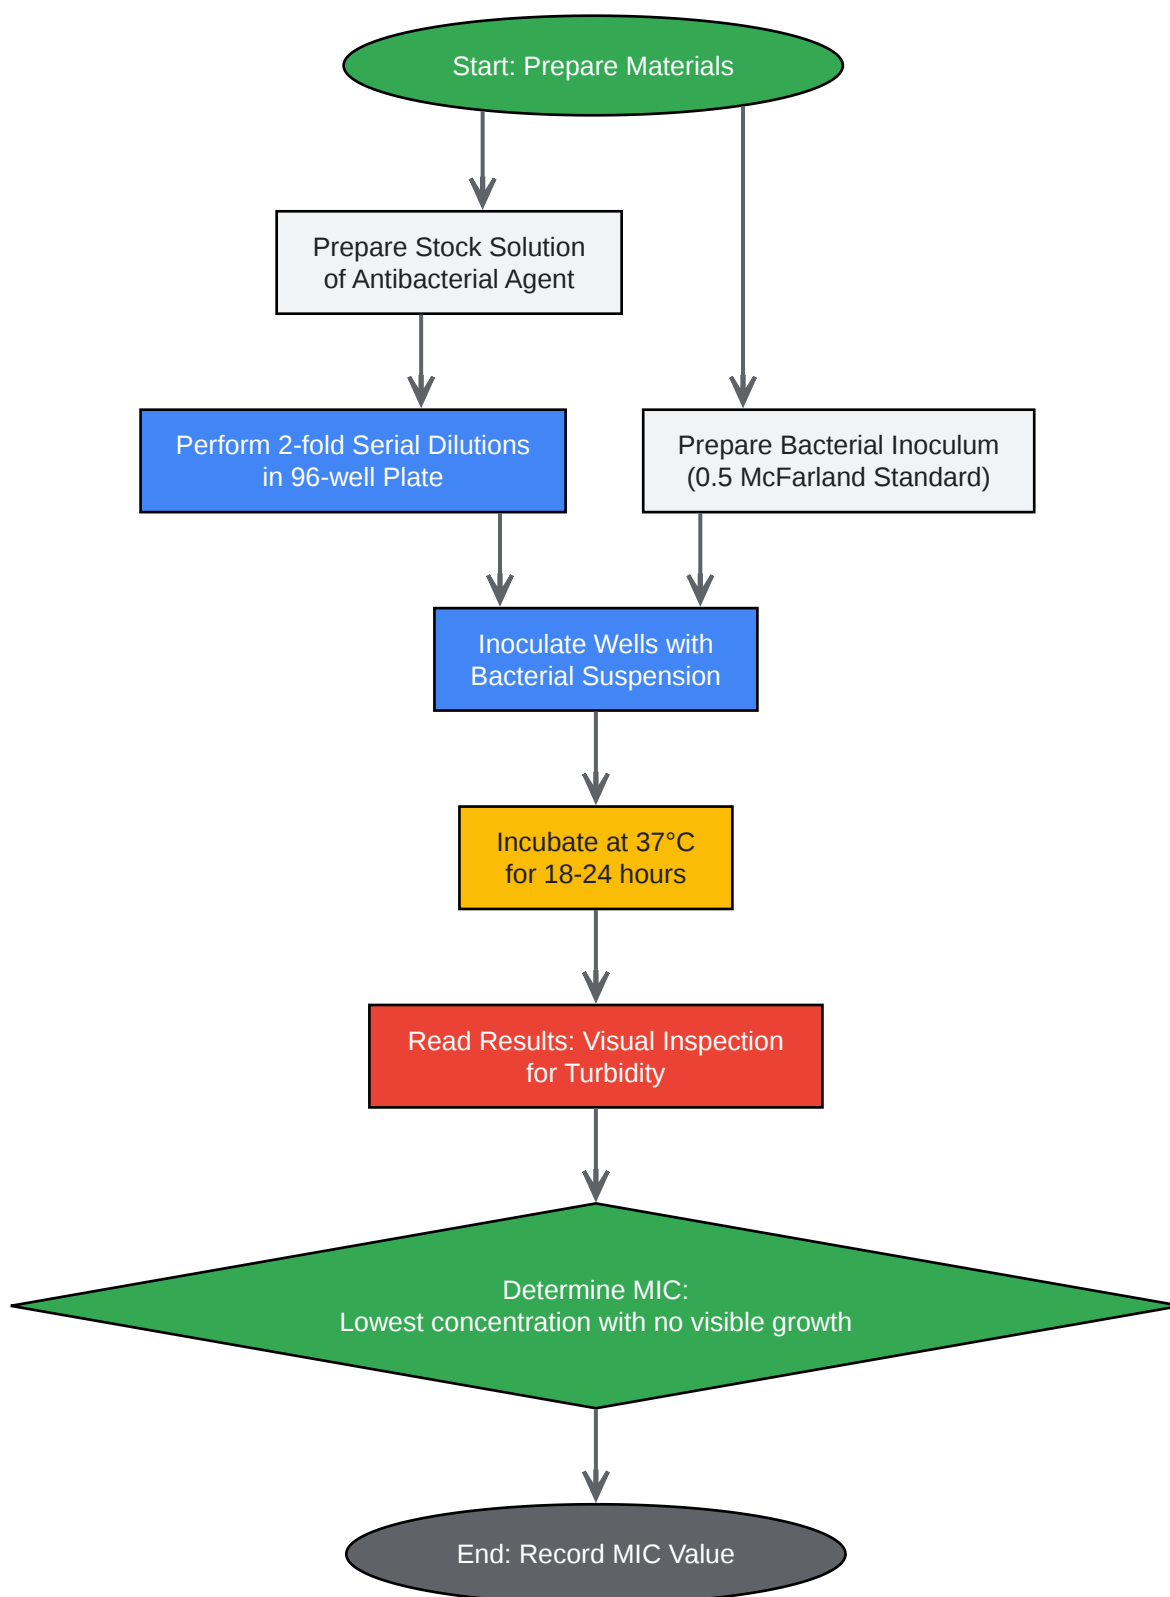 Start: Prepare Materials
Prepare Stock Solution
of Antibacterial Agent
Perform 2-fold Serial Dilutions
in 96-well Plate
Prepare Bacterial Inoculum
(0.5 McFarland Standard)
Inoculate Wells with
Bacterial Suspension
Incubate at 37°C
for 18-24 hours
Read Results: Visual Inspection
for Turbidity
Determine MIC:
Lowest concentration with no visible growth
End: Record MIC Value